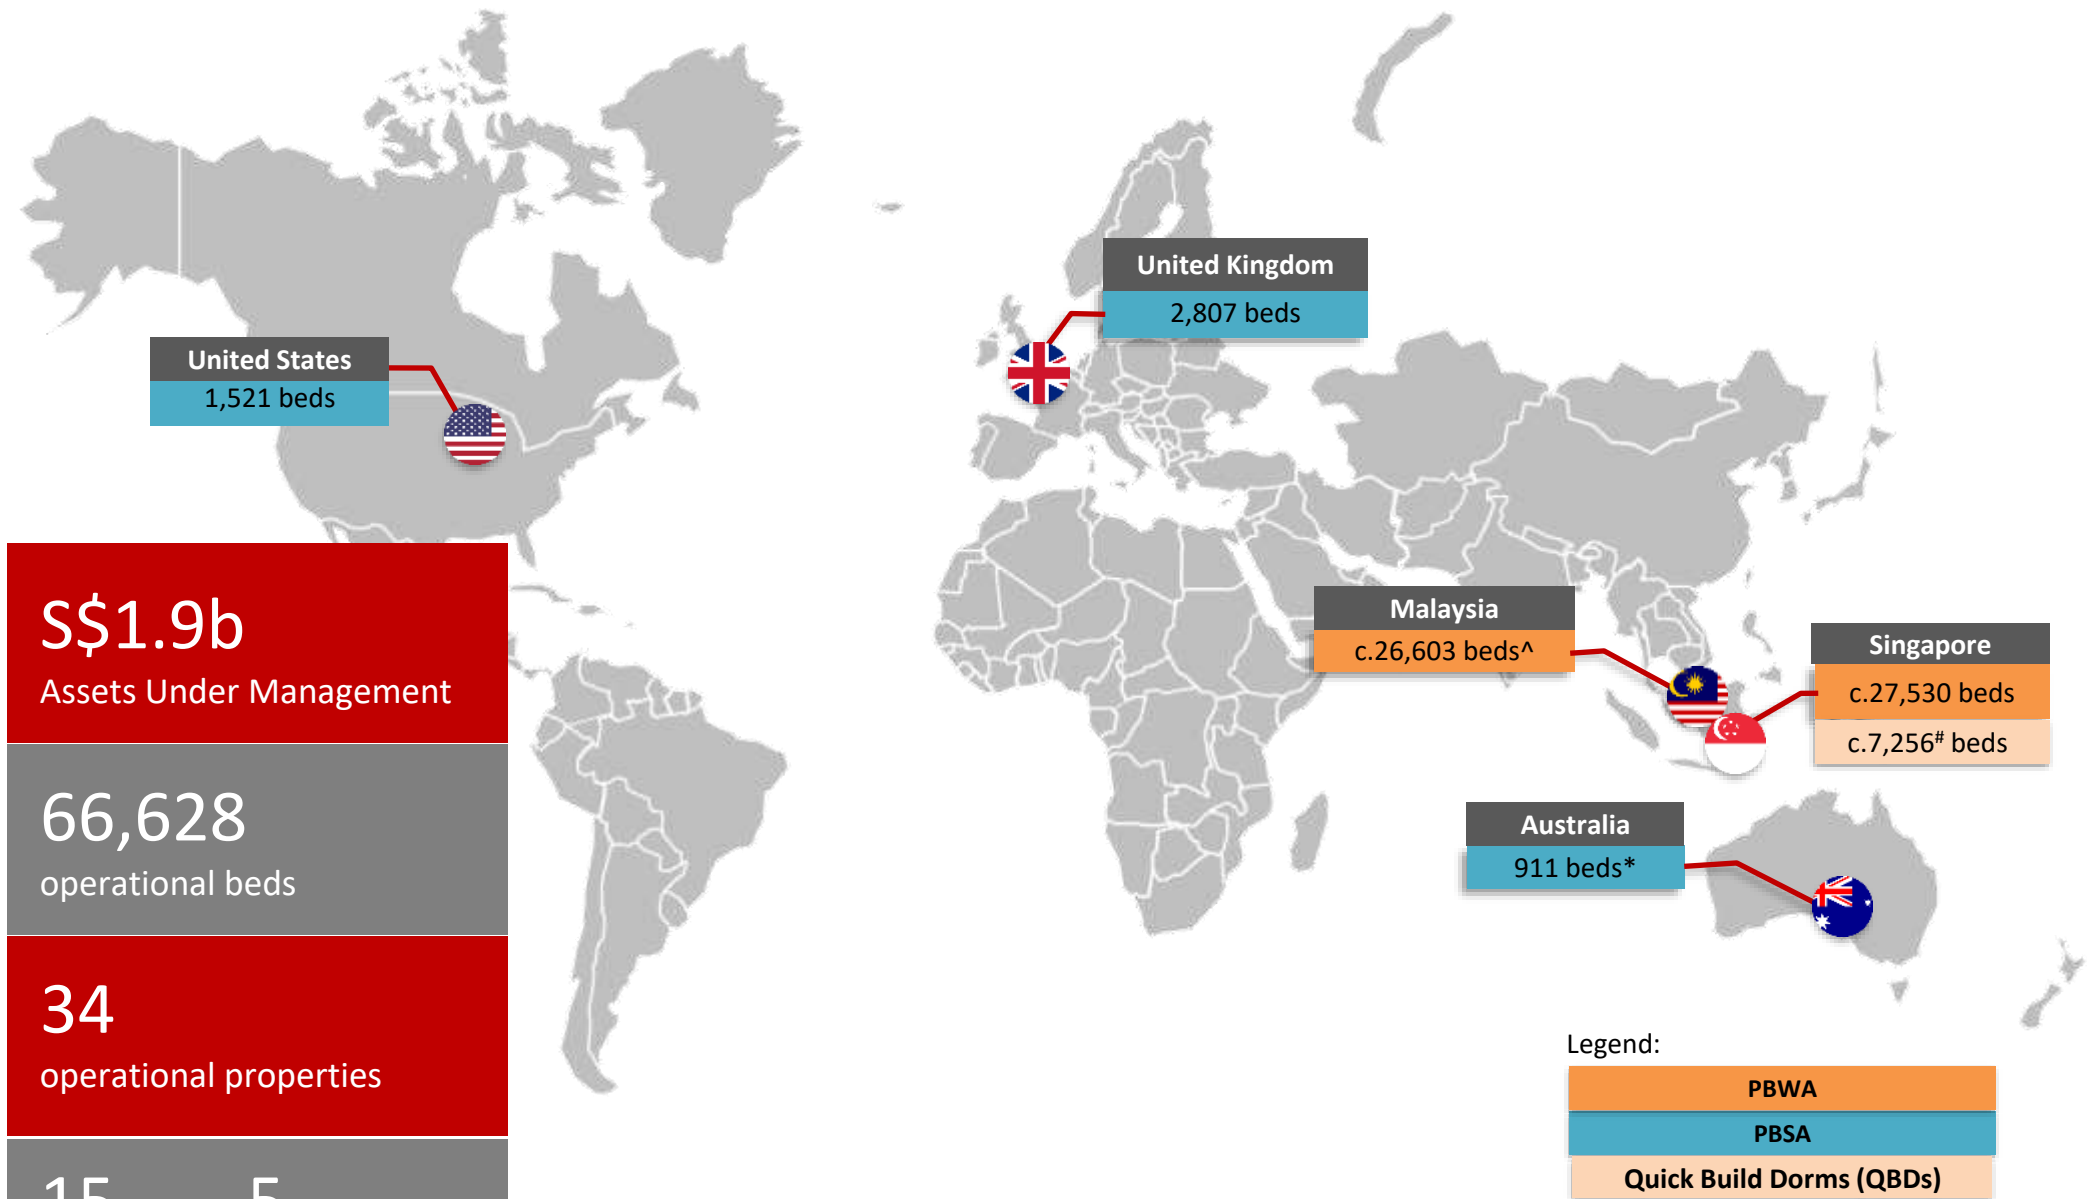 United Kingdom
2,807 beds
United States
1,521 beds
S$1.9b
Assets Under Management
66,628
operational beds
34
operational properties
15 5
Malaysia
c.26,603 beds^
Singapore
c.27,530 beds
c.7,256# beds
Australia
911 beds*
Legend:
PBWA
PBSA
Quick Build Dorms (QBDs)